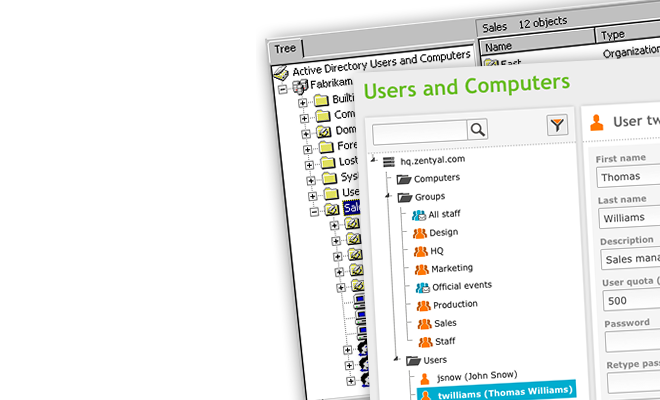 Tree
Sales 12 objects
Name Type
Active Directory Users and Computers
Organizatio
Fabrikam
East
Builti
Com
Dom
Fore
Lost
Sys
Use
Sal
Users and Computers
hq.zentyal.com
Computers
Groups
All staff
Design
HQ
Marketing
Official events
Production
Sales
Staff
Users
jsnow (John Snow)
twilliams (Thomas Williams)
User tw
First name
Thomas
Last name
Williams
Description
Sales mana
User quota (
500
Password
Retype pass